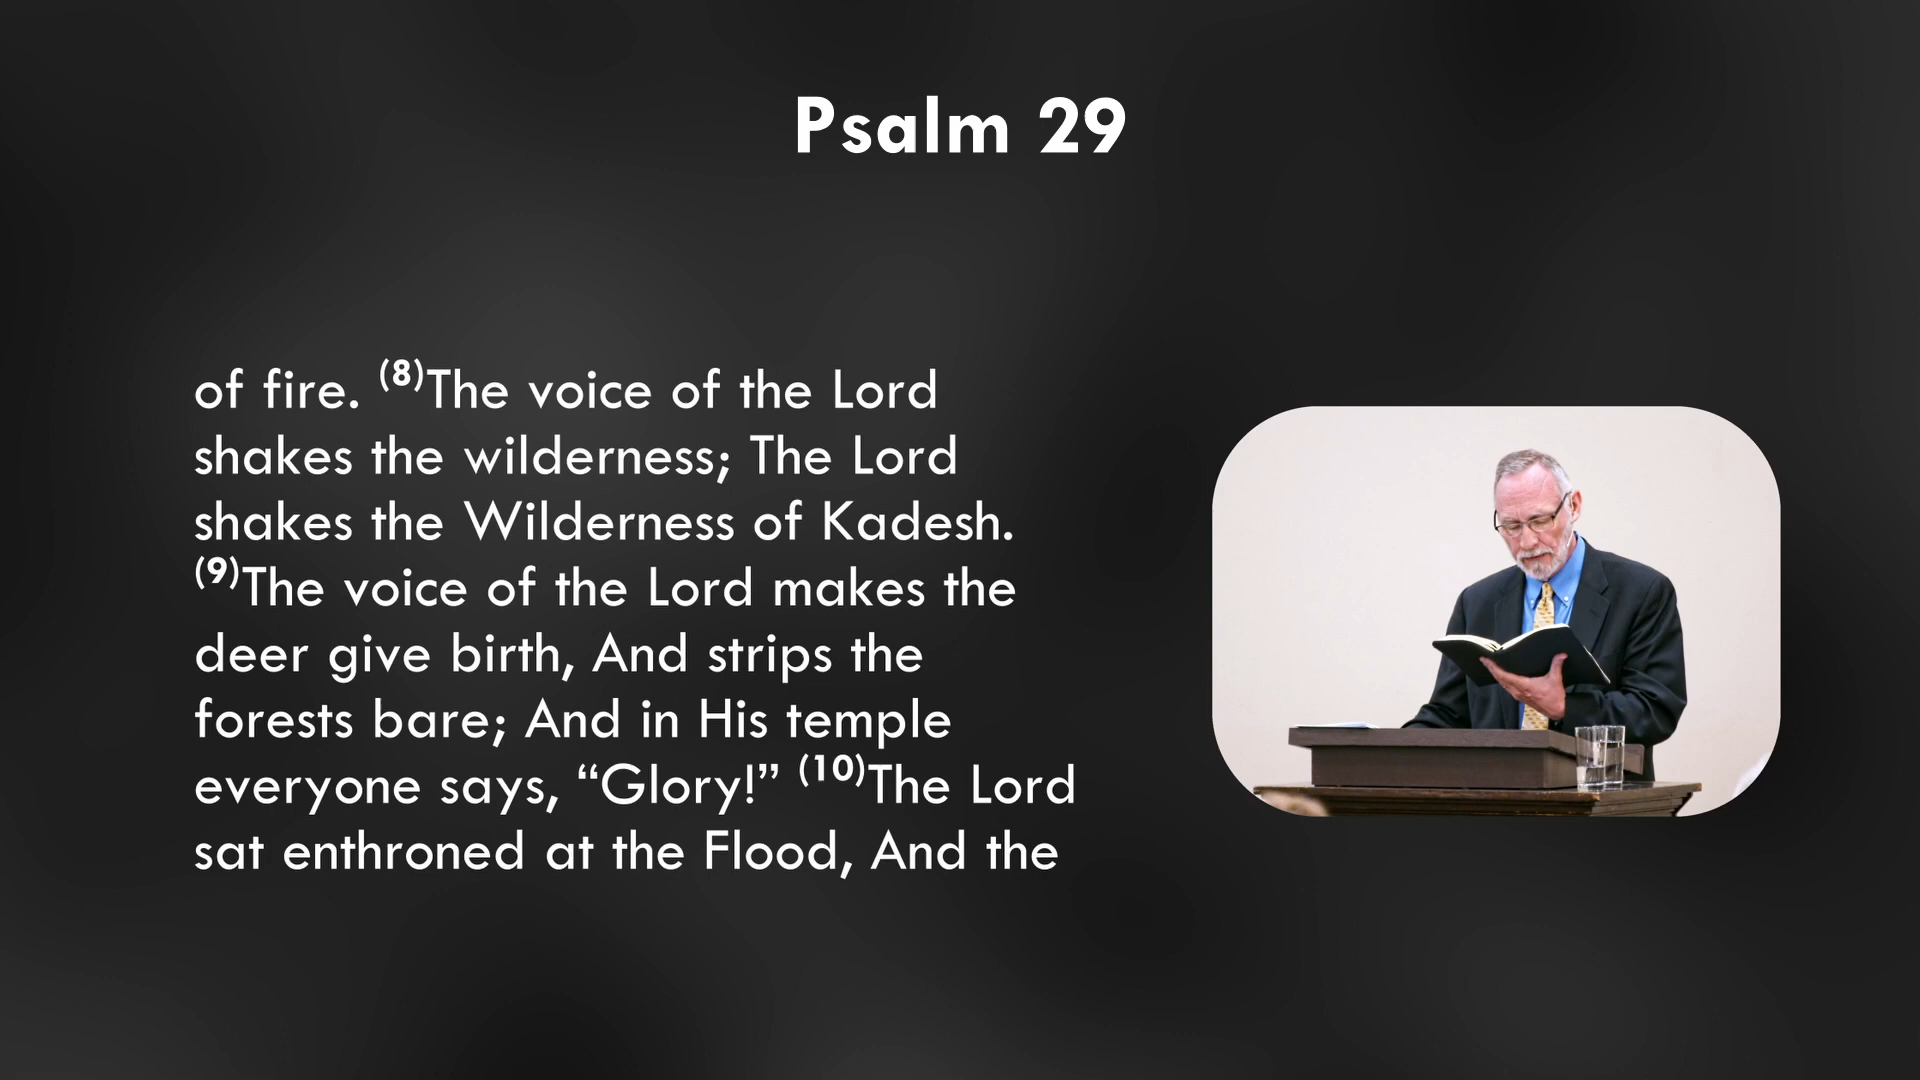 Psalm 29
of fire. (8)The voice of the Lord
shakes the wilderness; The Lord
shakes the Wilderness of Kadesh.
(9)The voice of the Lord makes the
deer give birth, And strips the
forests bare; And in His temple
everyone says, “Glory!” (10)The Lord
sat enthroned at the Flood, And the